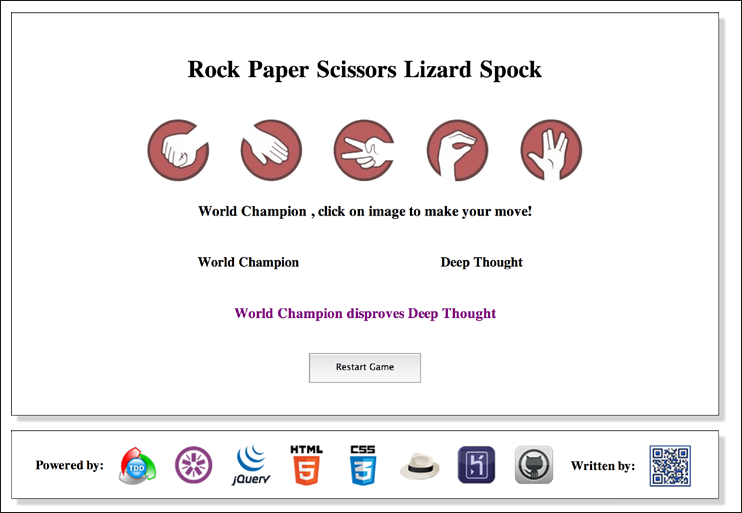 Rock Paper Scissors Lizard Spock
World Champion , click on image to make your move!
World Champion Deep Thought
World Champion disproves Deep Thought
Restart Game
Powered by: TDD jQuery HTML 5 CSS 3 Written by: